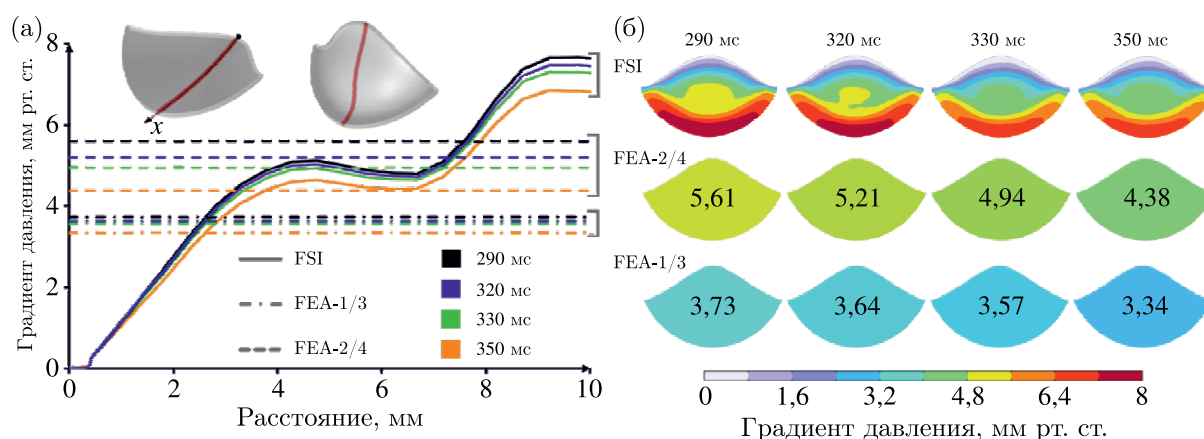 (а)
Градиент давления, мм рт. ст.
8
6
4
2
0
x
FSI
FEA-1/3
FEA-2/4
290 мс
320 мс
330 мс
350 мс
0 2 4 6 8 10
Расстояние, мм
(б)
290 мс 320 мс 330 мс 350 мс
FSI
FEA-2/4
5,61 5,21 4,94 4,38
FEA-1/3
3,73 3,64 3,57 3,34
0 1,6 3,2 4,8 6,4 8
Градиент давления, мм рт. ст.